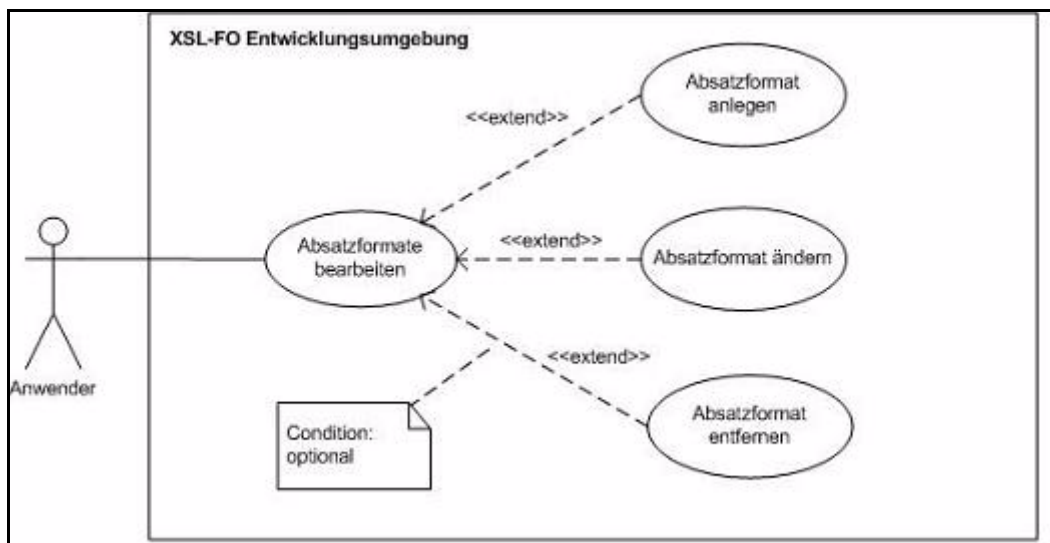 XSL-FO Entwicklungsumgebung
Absatzformat
anlegen
<<extend>>
Absatzformate
bearbeiten
<<extend>>
Absatzformat ändern
<<extend>>
Anwender
Condition:
optional
Absatzformat
entfernen